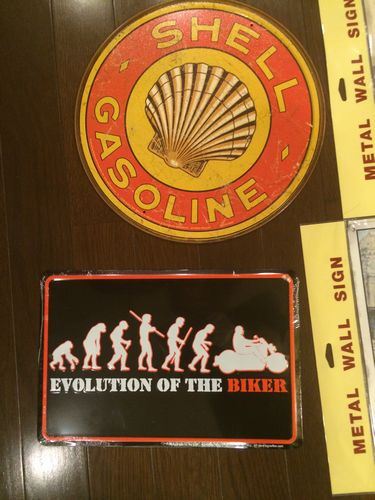 SHELL
GASOLINE
METAL WALL SIGN
METAL WALL SIGN
EVOLUTION OF THE BIKER